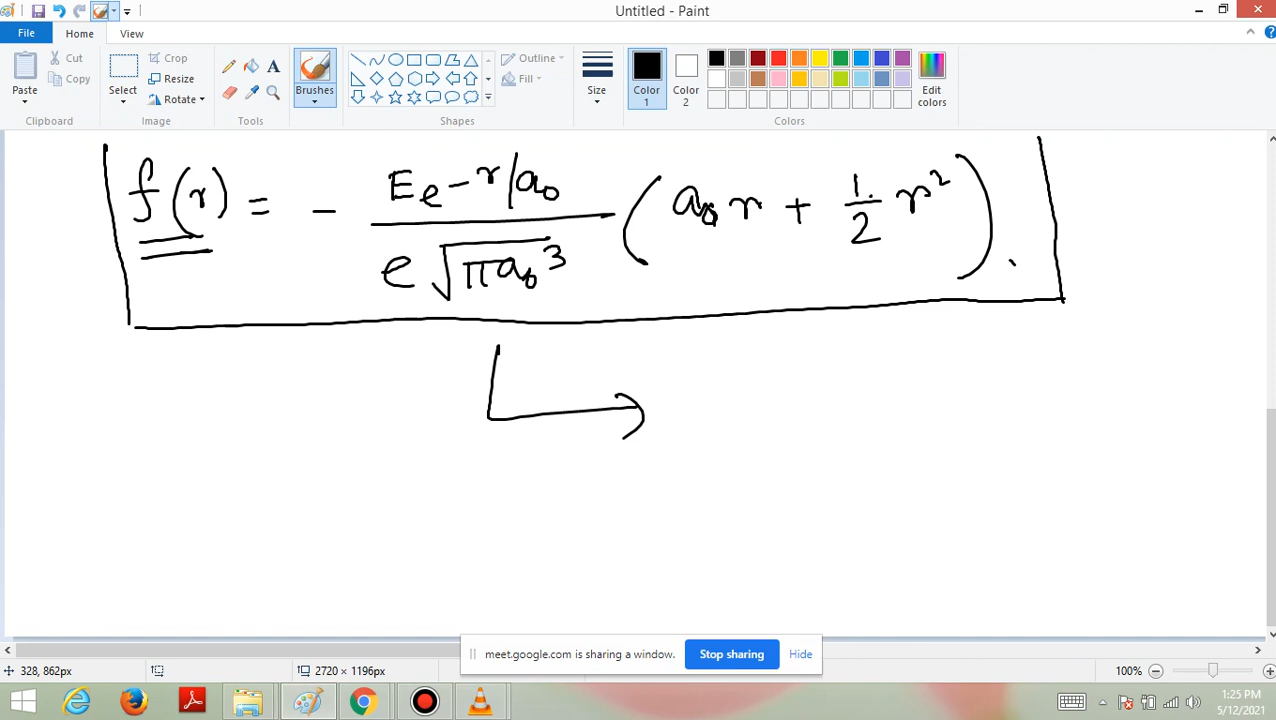 Untitled - Paint
File Home View
Cut
Copy
Paste
Clipboard
Crop
Resize
Rotate
Select
Image
Tools
Brushes
Outline
Fill
Shapes
Size
Color 1
Color 2
Edit colors
Colors
f(r) = - E e^{-r/a₀} / e √(πa₀³) (a₀r + 1/2 r²).
meet.google.com is sharing a window. Stop sharing Hide
328, 862px 2720 × 1196px 100%
1:25 PM
5/12/2021